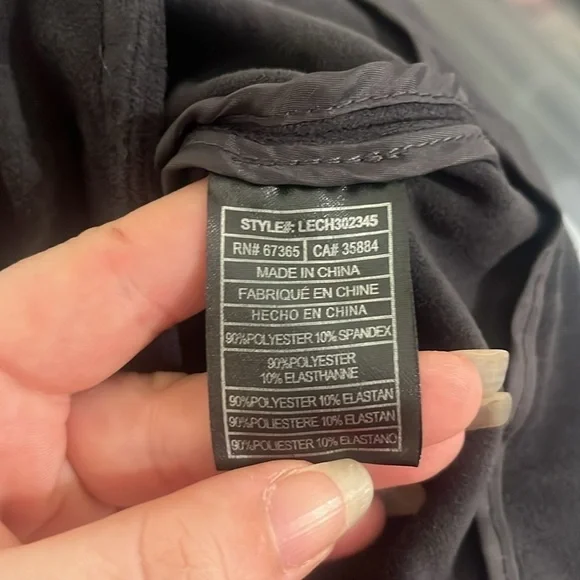 STYLE#: LECH302345
RN# 67365 CA# 35884
MADE IN CHINA
FABRIQUÉ EN CHINE
HECHO EN CHINA
90%POLYESTER 10% SPANDEX
90%POLYESTER
10% ELASTHANNE
90%POLYESTER 10% ELASTAN
90%POLIESTERE 10% ELASTAN
90%POLIESTER 10% ELASTANO